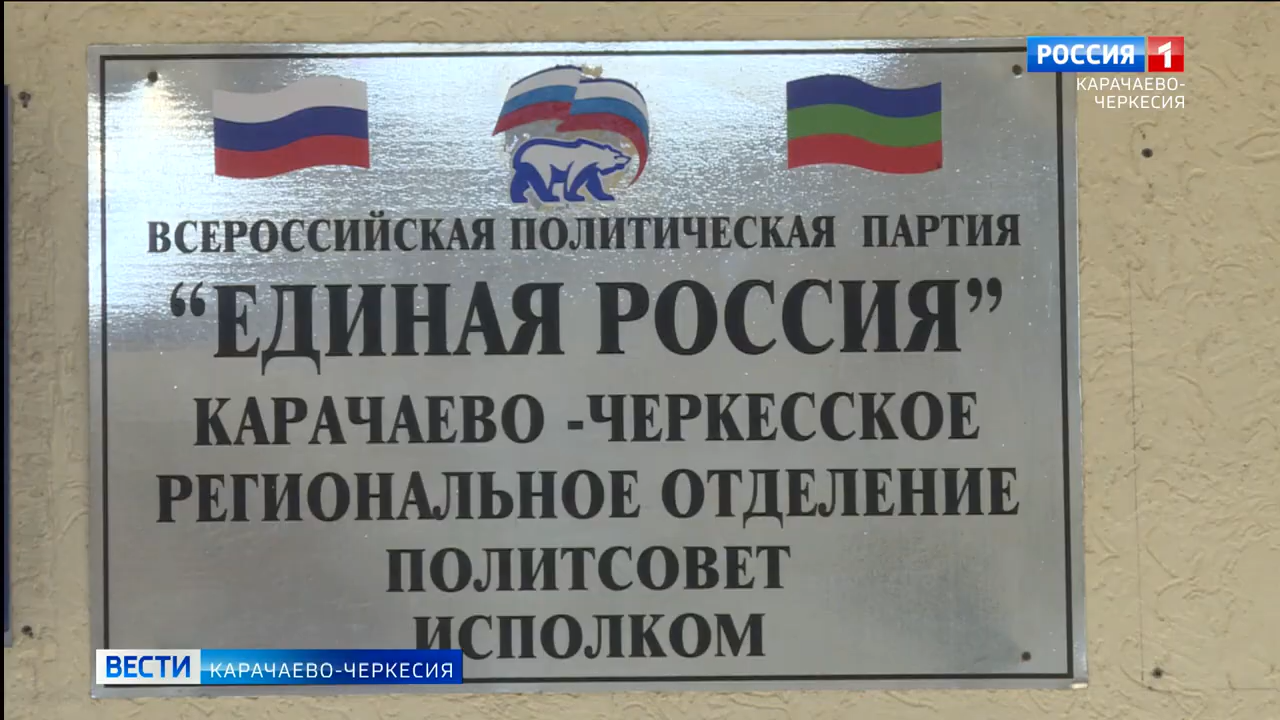 РОССИЯ 1
КАРАЧАЕВО-
ЧЕРКЕСИЯ
ВСЕРОССИЙСКАЯ ПОЛИТИЧЕСКАЯ ПАРТИЯ
“ЕДИНАЯ РОССИЯ”
КАРАЧАЕВО -ЧЕРКЕССКОЕ
РЕГИОНАЛЬНОЕ ОТДЕЛЕНИЕ
ПОЛИТСОВЕТ
ИСПОЛКОМ
ВЕСТИ КАРАЧАЕВО-ЧЕРКЕСИЯ